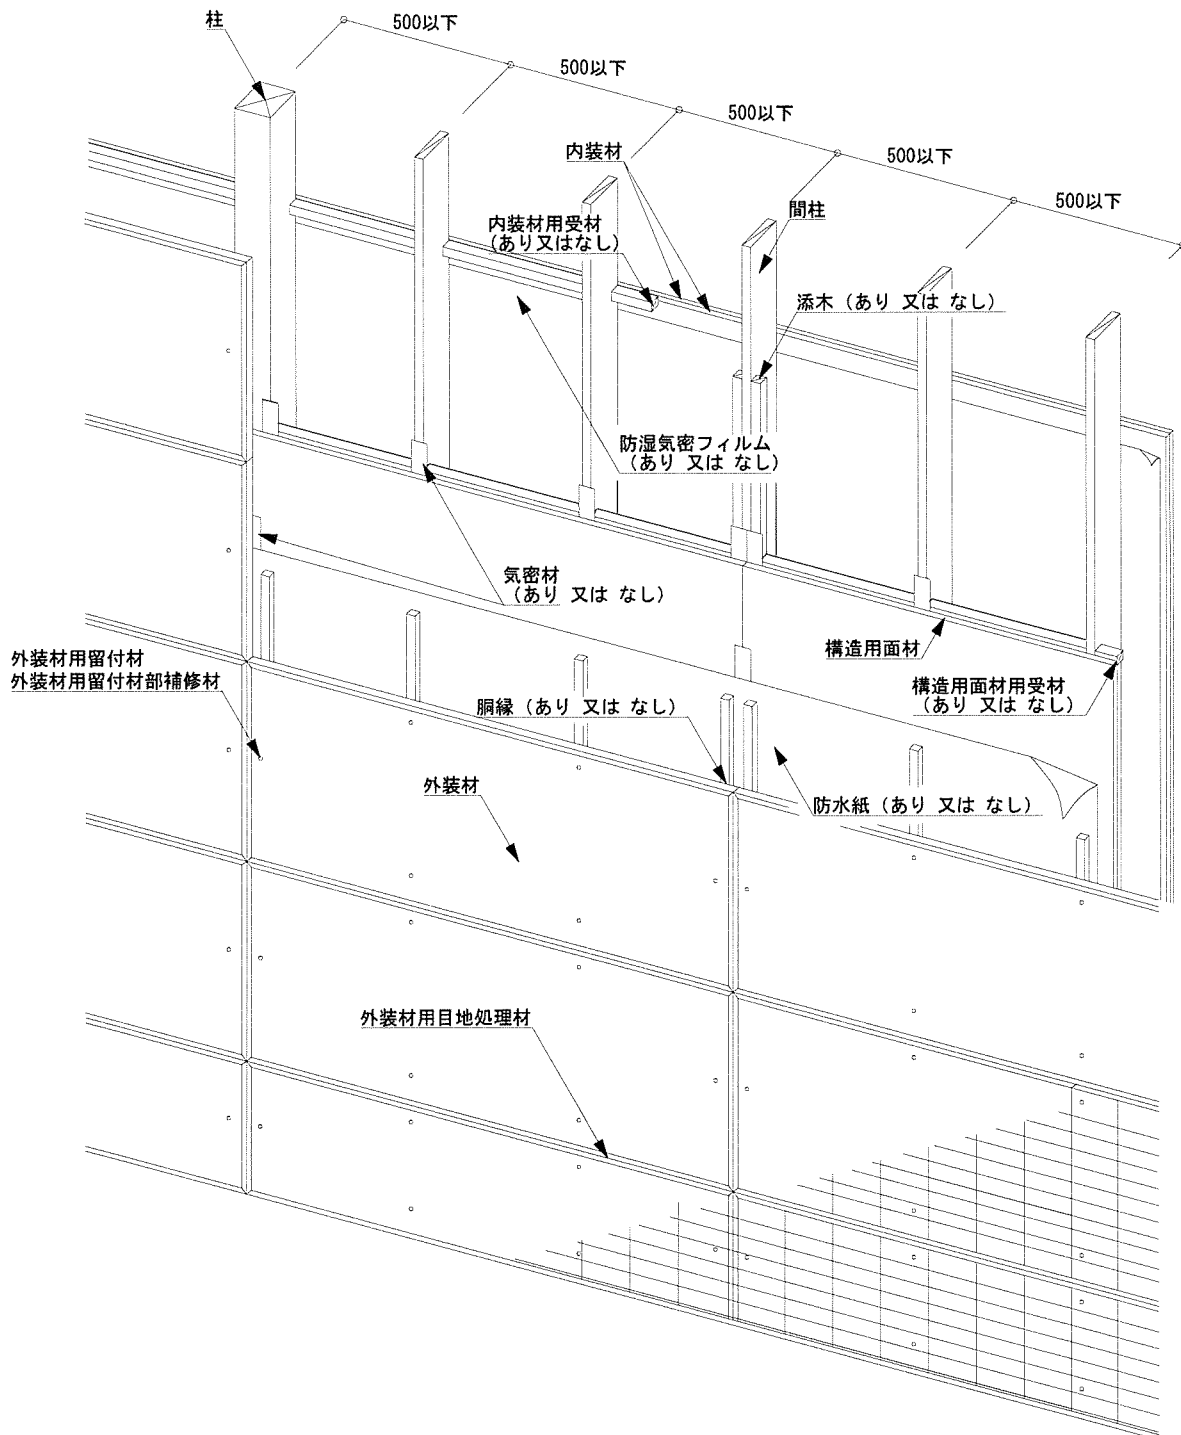 柱
500以下
500以下
500以下
500以下
500以下
内装材
間柱
内装材用受材
(あり又はなし)
添木(あり 又は なし)
防湿気密フィルム
(あり 又は なし)
気密材
(あり 又は なし)
構造用面材
外装材用留付材
外装材用留付材部補修材
構造用面材用受材
(あり 又は なし)
胴縁(あり 又は なし)
外装材
防水紙(あり 又は なし)
外装材用目地処理材